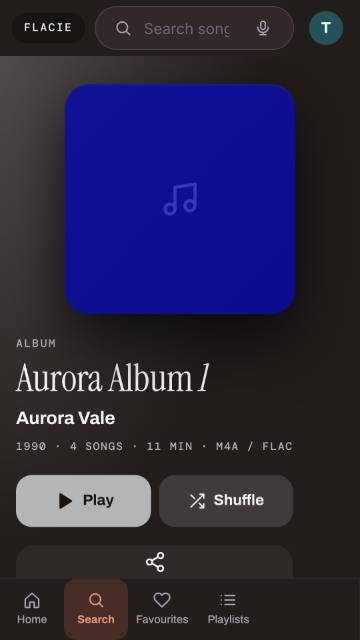 FLACIE
Search song
T
ALBUM
Aurora Album 1
Aurora Vale
1990 · 4 SONGS · 11 MIN · M4A / FLAC
Play
Shuffle
Home
Search
Favourites
Playlists